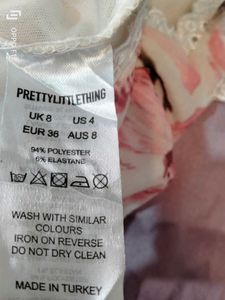 PRETTYLITTLETHING
UK 8 US 4
EUR 36 AUS 8
94% POLYESTER
6% ELASTANE
WASH WITH SIMILAR
COLOURS
IRON ON REVERSE
DO NOT DRY CLEAN
MADE IN TURKEY